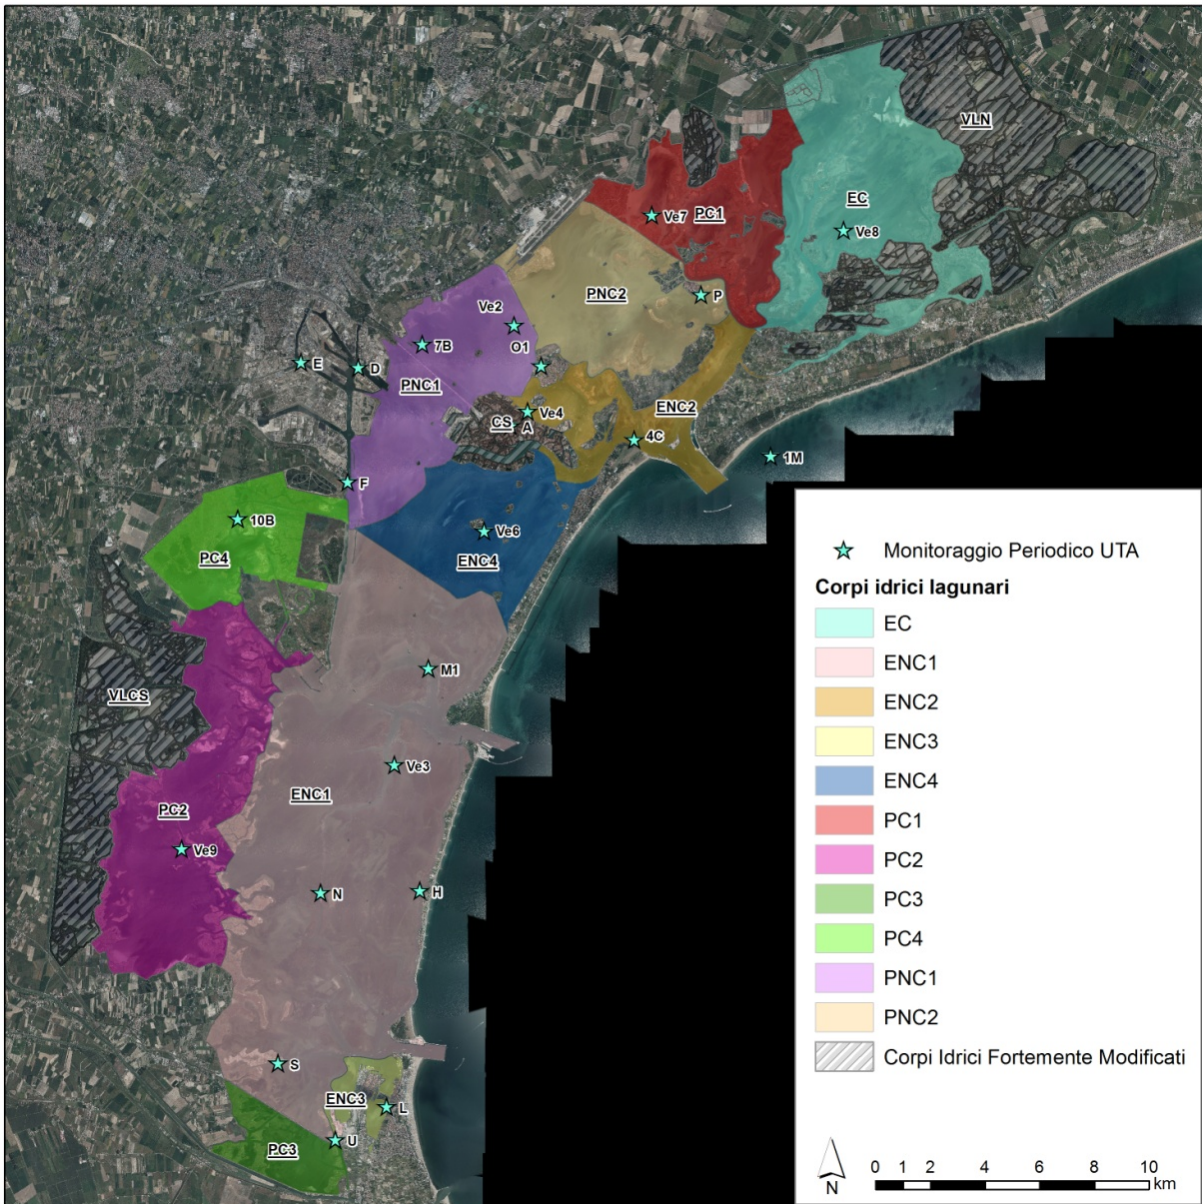 VLN
EC
Ve8
Ve7
PC1
PNC2
P
Ve2
O1
7B
E
D
PNC1
ENC2
Ve4
CS
A
4C
1M
F
10B
PC4
Ve6
ENC4
M1
VLCS
Ve3
ENC1
PC2
Ve9
N
H
S
ENC3
L
U
PC3
Monitoraggio Periodico UTA
Corpi idrici lagunari
EC
ENC1
ENC2
ENC3
ENC4
PC1
PC2
PC3
PC4
PNC1
PNC2
Corpi Idrici Fortemente Modificati
N
0 1 2 4 6 8 10
km